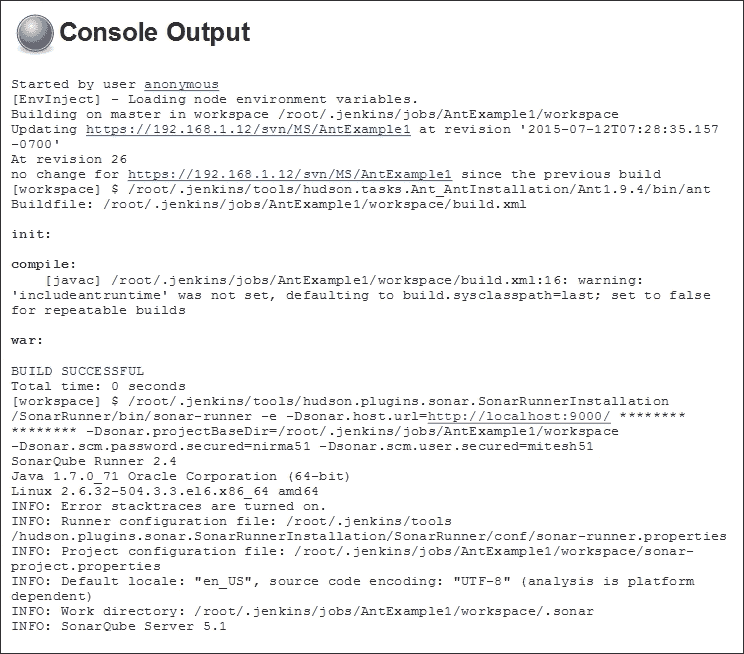 Console Output
Started by user anonymous
[EnvInject] - Loading node environment variables.
Building on master in workspace /root/.jenkins/jobs/AntExample1/workspace
Updating https://192.168.1.12/svn/MS/AntExample1 at revision '2015-07-12T07:28:35.157
-0700'
At revision 26
no change for https://192.168.1.12/svn/MS/AntExample1 since the previous build
[workspace] $ /root/.jenkins/tools/hudson.tasks.Ant_AntInstallation/Ant1.9.4/bin/ant
Buildfile: /root/.jenkins/jobs/AntExample1/workspace/build.xml
init:
compile:
[javac] /root/.jenkins/jobs/AntExample1/workspace/build.xml:16: warning:
'includeantruntime' was not set, defaulting to build.sysclasspath=last; set to false
for repeatable builds
war:
BUILD SUCCESSFUL
Total time: 0 seconds
[workspace] $ /root/.jenkins/tools/hudson.plugins.sonar.SonarRunnerInstallation
/SonarRunner/bin/sonar-runner -e -Dsonar.host.url=http://localhost:9000/ ********
******** -Dsonar.projectBaseDir=/root/.jenkins/jobs/AntExample1/workspace
-Dsonar.scm.password.secured=nirma51 -Dsonar.scm.user.secured=mitesh51
SonarQube Runner 2.4
Java 1.7.0_71 Oracle Corporation (64-bit)
Linux 2.6.32-504.3.3.el6.x86_64 amd64
INFO: Error stacktraces are turned on.
INFO: Runner configuration file: /root/.jenkins/tools
/hudson.plugins.sonar.SonarRunnerInstallation/SonarRunner/conf/sonar-runner.properties
INFO: Project configuration file: /root/.jenkins/jobs/AntExample1/workspace/sonar-
project.properties
INFO: Default locale: "en_US", source code encoding: "UTF-8" (analysis is platform
dependent)
INFO: Work directory: /root/.jenkins/jobs/AntExample1/workspace/.sonar
INFO: SonarQube Server 5.1